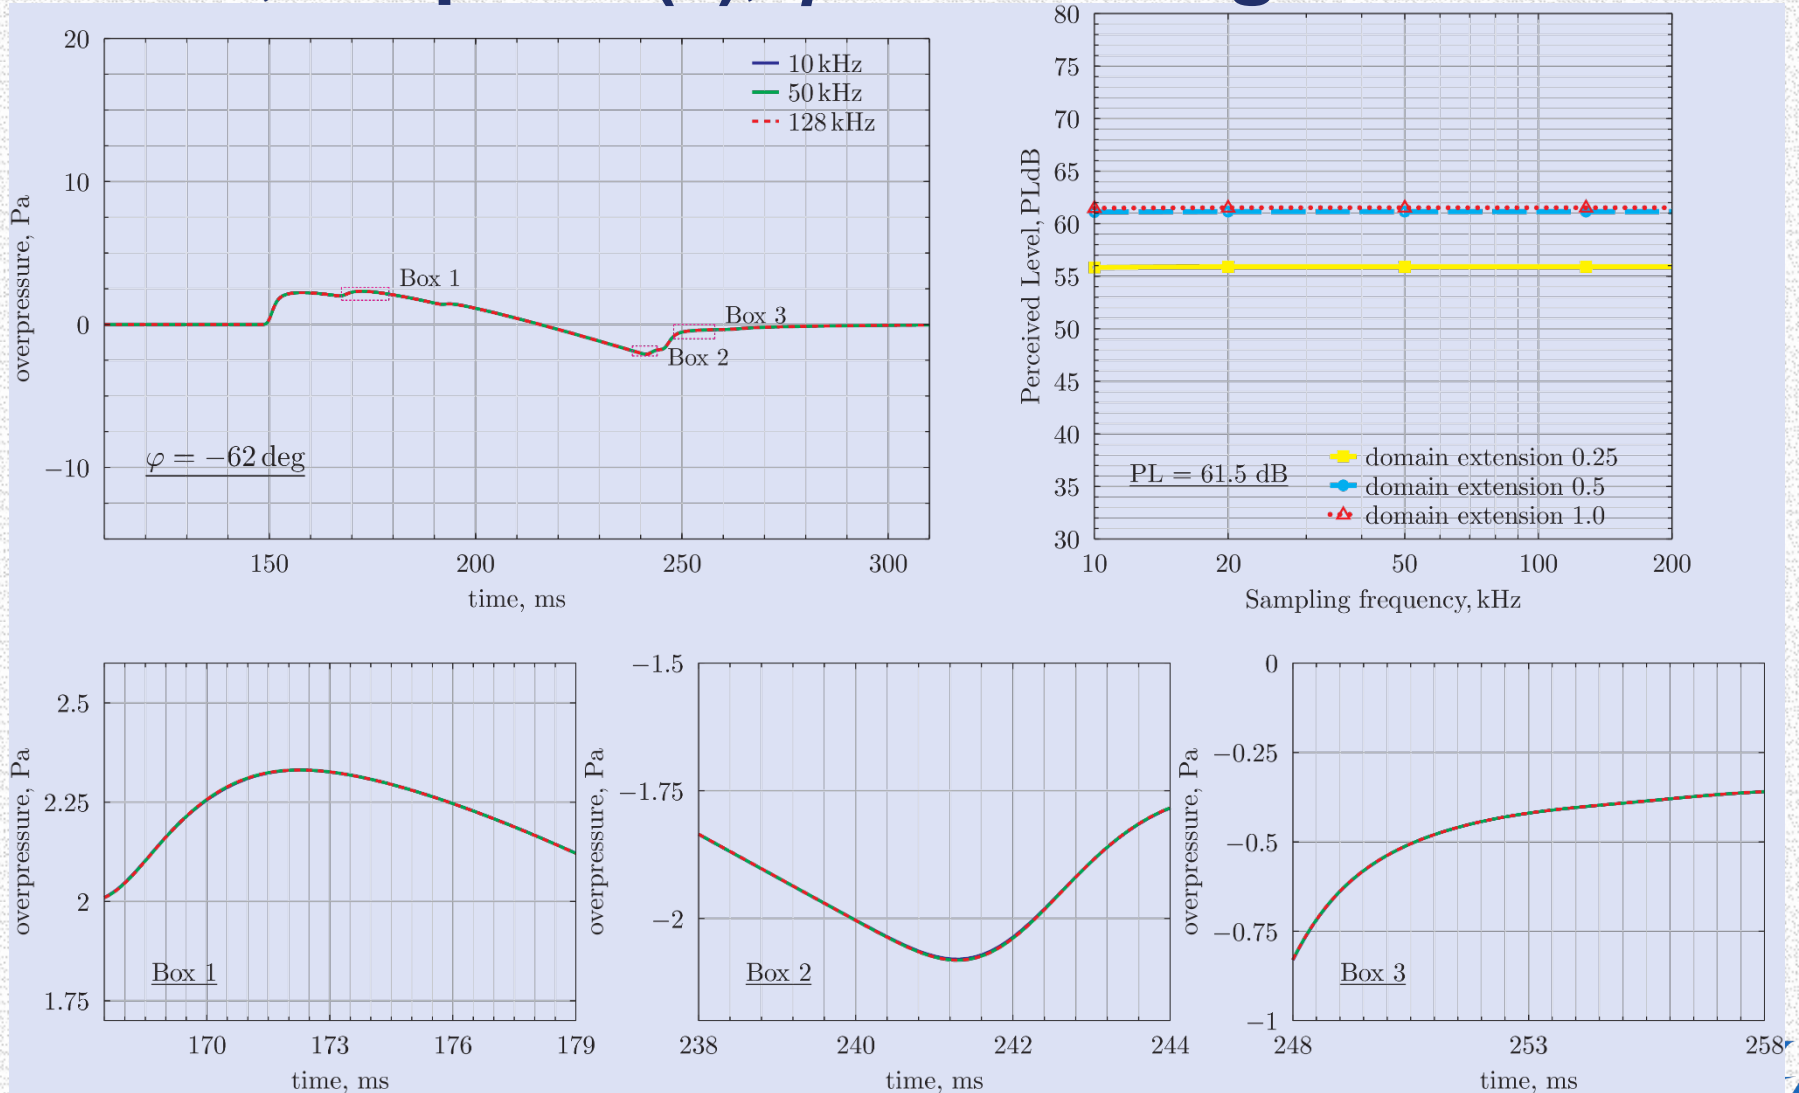 20
10
0
−10
overpressure, Pa
10 kHz
50 kHz
128 kHz
Box 1
Box 3
Box 2
φ = −62 deg
150 200 250 300
time, ms
80
75
70
65
60
55
50
45
40
35
30
Perceived Level, PLdB
PL = 61.5 dB
domain extension 0.25
domain extension 0.5
domain extension 1.0
10 20 50 100 200
Sampling frequency, kHz
2.5
2.25
2
1.75
overpressure, Pa
Box 1
170 173 176 179
time, ms
−1.5
−1.75
−2
overpressure, Pa
Box 2
238 240 242 244
time, ms
0
−0.25
−0.5
−0.75
−1
overpressure, Pa
Box 3
248 253 258
time, ms